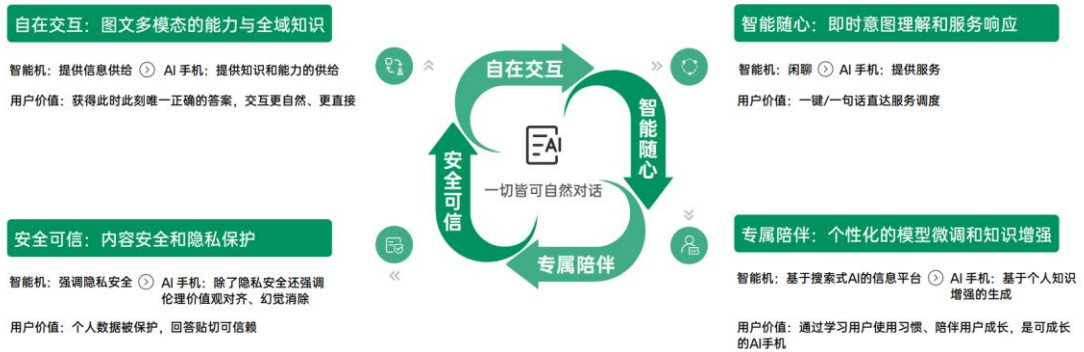 自在交互：图文多模态的能力与全域知识
智能机：提供信息供给 AI 手机：提供知识和能力的供给
用户价值：获得此时此刻唯一正确的答案，交互更自然、更直接
智能随心：即时意图理解和服务响应
智能机：闲聊 AI 手机：提供服务
用户价值：一键/一句话直达服务调度
自在交互
智能随心
安全可信
专属陪伴
AI
一切皆可自然对话
安全可信：内容安全和隐私保护
智能机：强调隐私安全 AI 手机：除了隐私安全还强调
伦理价值观对齐、幻觉消除
用户价值：个人数据被保护，回答贴切可信赖
专属陪伴：个性化的模型微调和知识增强
智能机：基于搜索式AI的信息平台 AI 手机：基于个人知识
增强的生成
用户价值：通过学习用户使用习惯、陪伴用户成长，是可成长
的AI手机